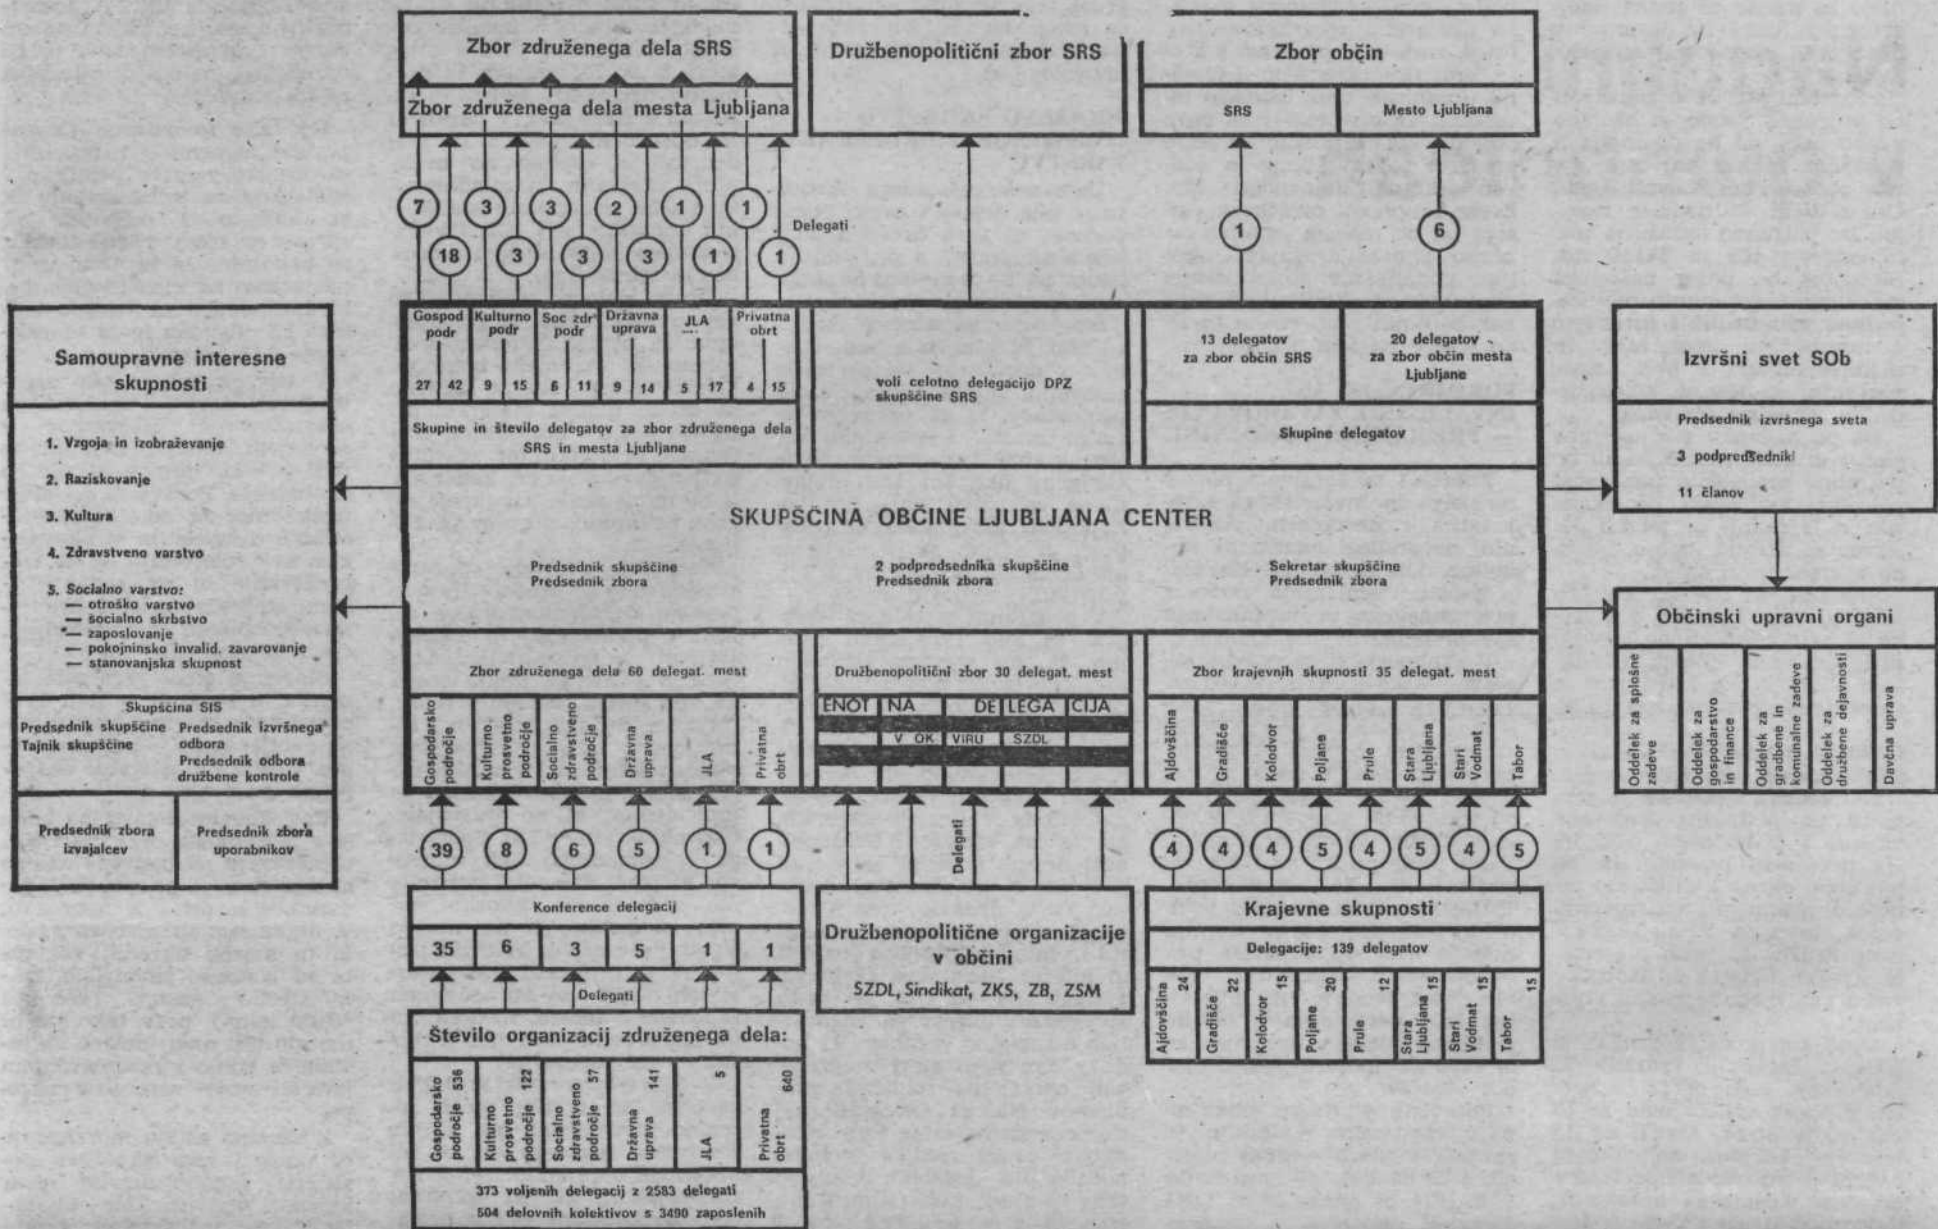 Zbor združenega dela SRS
Zbor združenega dela mesta Ljubljana
Družbenopolitični zbor SRS
Zbor občin
SRS
Mesto Ljubljana
7
3
3
2
1
1
Delegati
18
3
3
3
1
1
1
6
Samoupravne interesne
skupnosti
1. Vzgoja in izobraževanje
2. Raziskovanje
3. Kultura
4. Zdravstveno varstvo
5. Socialno varstvo:
— otroško varstvo
— socialno skrbstvo
— zaposlovanje
— pokojninsko invalid. zavarovanje
— stanovanjska skupnost
Skupščina SIS
Predsednik skupščine
Tajnik skupščine
Predsednik izvršnega
odbora
Predsednik odbora
družbene kontrole
Predsednik zbora
izvajalcev
Predsednik zbora
uporabnikov
Gospod
podr
Kulturno
podr
Soc zdr
podr
Državna
uprava
JLA
Privatna
obrt
27 42 9 15 6 11 9 14 5 17 4 15
Skupine in število delegatov za zbor združenega dela
SRS in mesta Ljubljane
voli celotno delegacijo DPZ
skupščine SRS
13 delegatov
za zbor občin SRS
20 delegatov
za zbor občin mesta
Ljubljane
Skupine delegatov
SKUPŠČINA OBČINE LJUBLJANA CENTER
Predsednik skupščine
Predsednik zbora
2 podpredsednika skupščine
Predsednik zbora
Sekretar skupščine
Predsednik zbora
Zbor združenega dela 60 delegat. mest
Gospodarsko
področje
Kulturno.
prosvetno
področje
Socialno
zdravstveno
področje
Državna
uprava
JLA
Privatna
obrt
Družbenopolitični zbor 30 delegat. mest
ENOT NA DE LEGA CIJA
V OK VIRU SZDL
Zbor krajevnih skupnosti 35 delegat. mest
Ajdovščina
Gradišče
Kolodvor
Poljane
Prule
Stara
Ljubljana
Stari
Vodmat
Tabor
Izvršni svet SOb
Predsednik izvršnega sveta
3 podpredsedniki
11 članov
Občinski upravni organi
Oddelek za splošne
zadeve
Oddelek za
gospodarstvo
in finance
Oddelek za
gradbene in
komunalne zadeve
Oddelek za
družbene dejavnosti
Davčna uprava
39
8
6
5
1
1
Delegati
4
4
4
5
4
5
4
5
Konference delegacij
35 6 3 5 1 1
Delegati
Število organizacij združenega dela:
Gospodarsko
področje 536
Kulturno
prosvetno
področje 122
Socialno
zdravstveno
področje 57
Državna
uprava 141
JLA 5
Privatna
obrt 640
373 voljenih delegacij z 2583 delegati
504 delovnih kolektivov s 3490 zaposlenih
Družbenopolitične organizacije
v občini
SZDL, Sindikat, ZKS, ZB, ZSM
Krajevne skupnosti
Delegacije: 139 delegatov
Ajdovščina 24
Gradišče 22
Kolodvor 15
Poljane 20
Prule 12
Stara
Ljubljana 15
Stari
Vodmat 15
Tabor 15